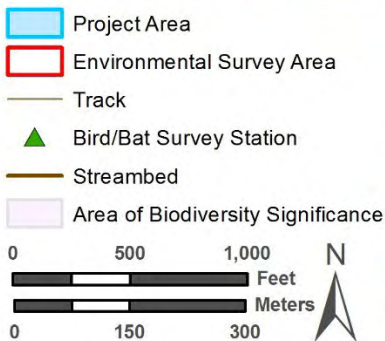 Project Area
Environmental Survey Area
Track
Bird/Bat Survey Station
Streambed
Area of Biodiversity Significance
0 500 1,000 N
Feet
Meters
0 150 300